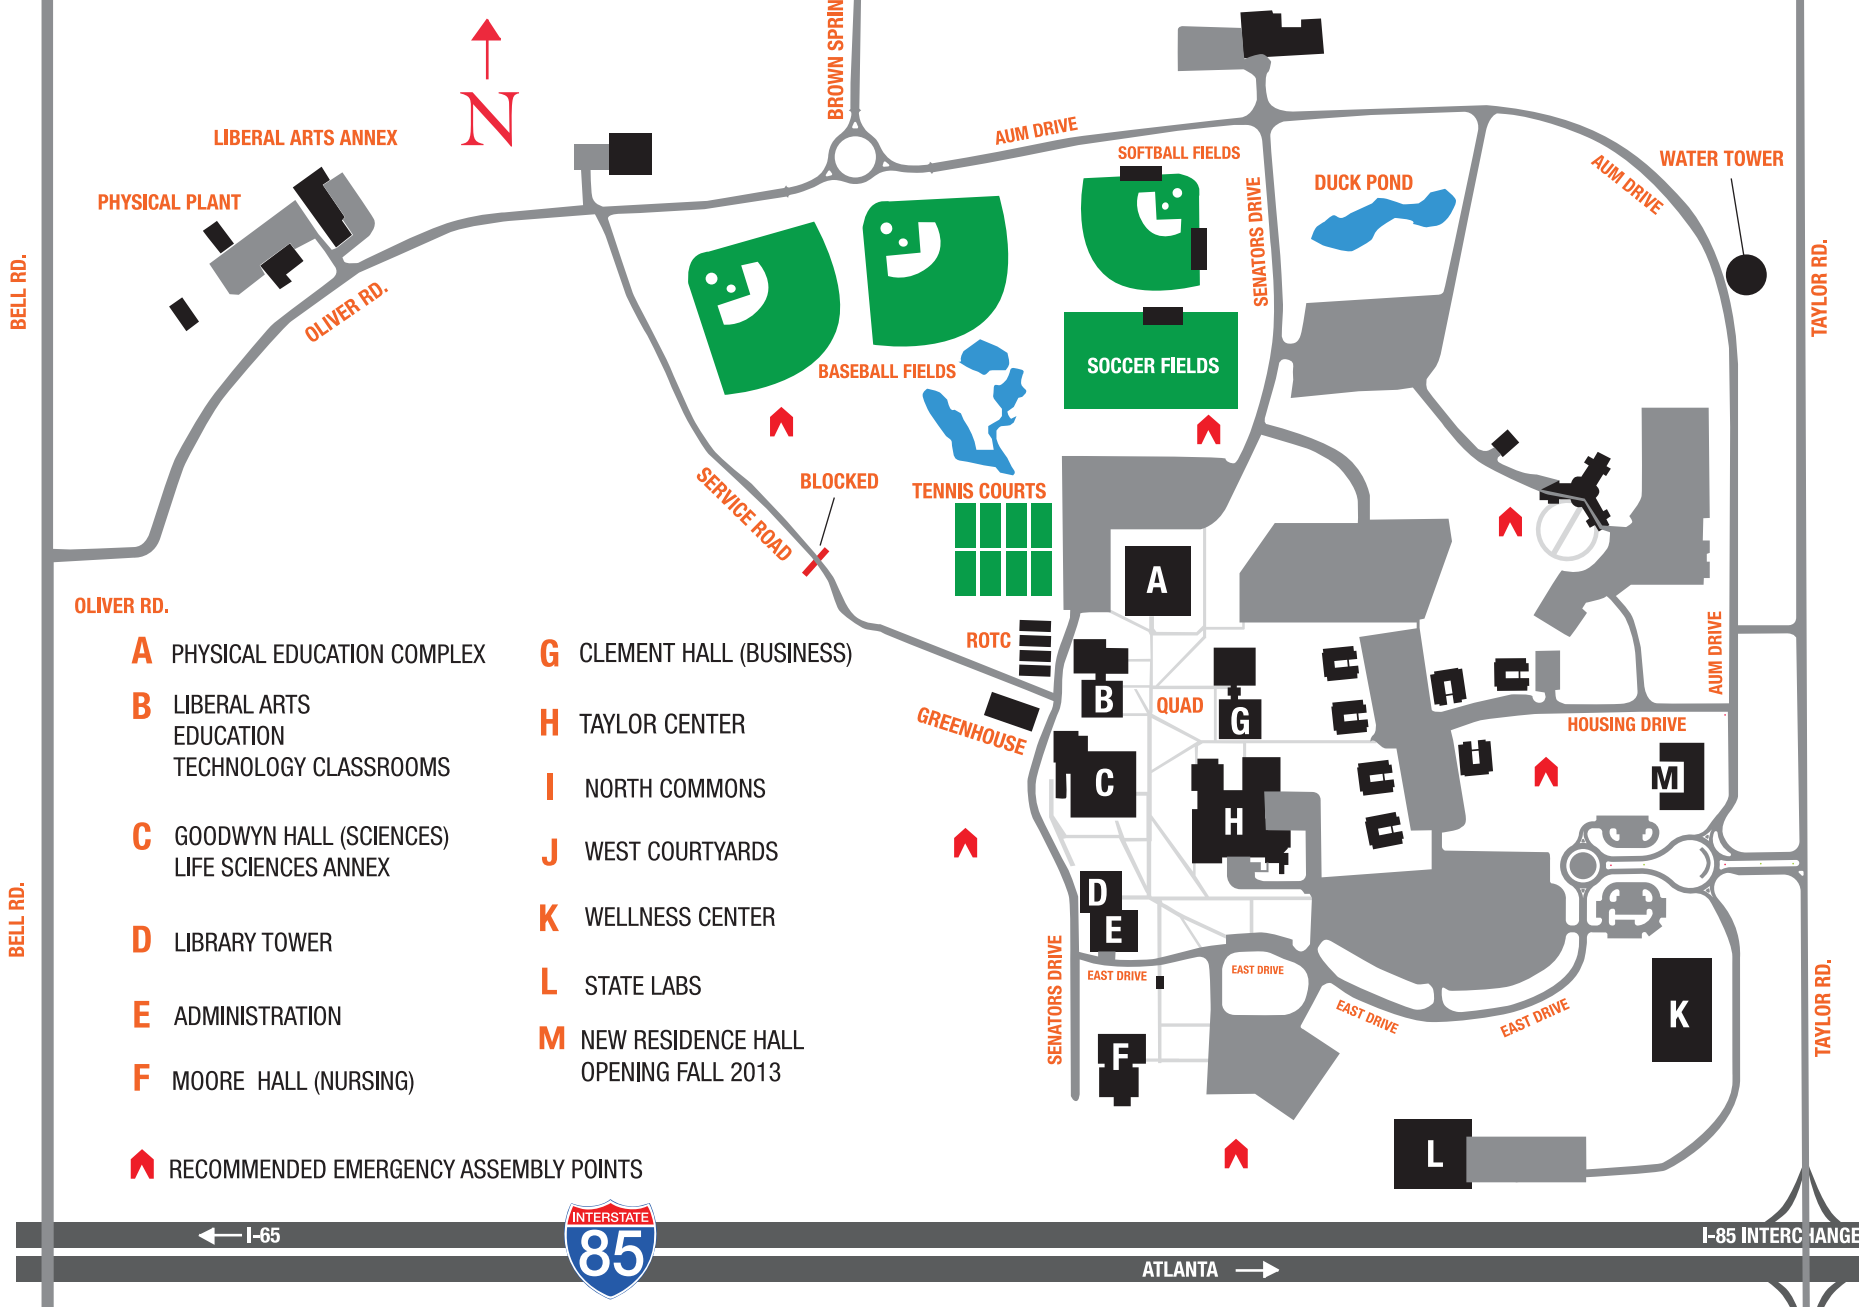 BROWN SPRIN
N
AUM DRIVE
LIBERAL ARTS ANNEX
SOFTBALL FIELDS
WATER TOWER
AUM DRIVE
DUCK POND
PHYSICAL PLANT
SENATORS DRIVE
BELL RD.
OLIVER RD.
TAYLOR RD.
BASEBALL FIELDS
SOCCER FIELDS
SERVICE ROAD
BLOCKED
TENNIS COURTS
A
OLIVER RD.
ROTC
B
QUAD
G
AUM DRIVE
GREENHOUSE
HOUSING DRIVE
C
M
H
D
E
SENATORS DRIVE
EAST DRIVE
EAST DRIVE
EAST DRIVE
EAST DRIVE
K
F
L
BELL RD.
TAYLOR RD.
A PHYSICAL EDUCATION COMPLEX
B LIBERAL ARTS
EDUCATION
TECHNOLOGY CLASSROOMS
C GOODWYN HALL (SCIENCES)
LIFE SCIENCES ANNEX
D LIBRARY TOWER
E ADMINISTRATION
F MOORE HALL (NURSING)
G CLEMENT HALL (BUSINESS)
H TAYLOR CENTER
I NORTH COMMONS
J WEST COURTYARDS
K WELLNESS CENTER
L STATE LABS
M NEW RESIDENCE HALL
OPENING FALL 2013
RECOMMENDED EMERGENCY ASSEMBLY POINTS
I-65
INTERSTATE
85
I-85 INTERCHANGE
ATLANTA